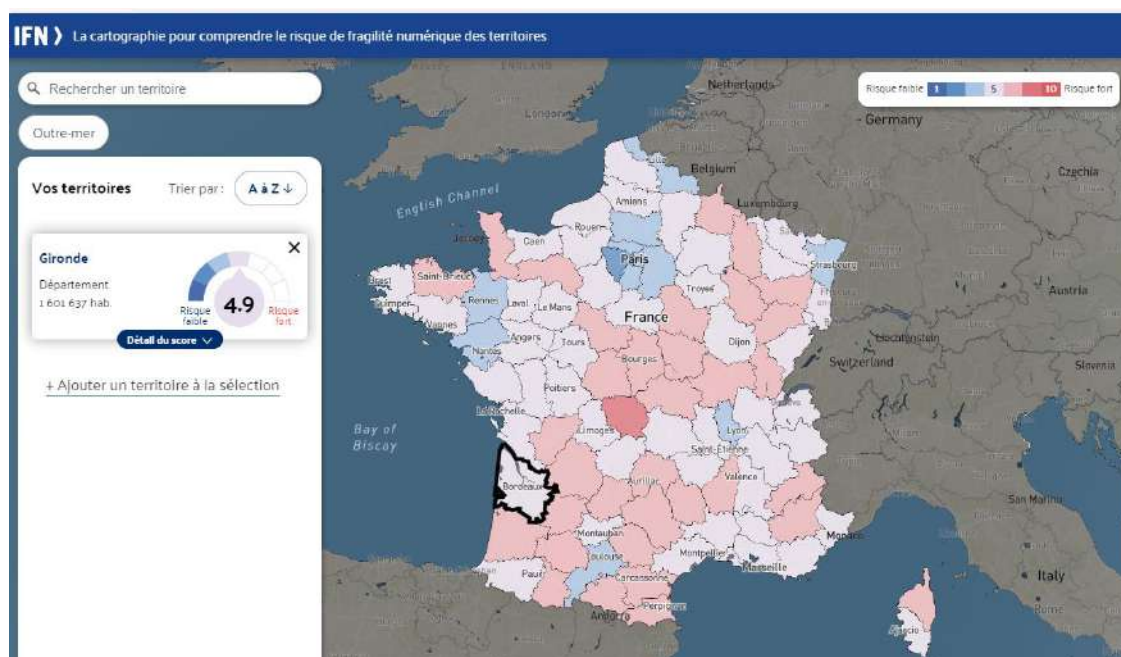 IFN > La cartographie pour comprendre le risque de fragilité numérique des territoires
Rechercher un territoire
Outre-mer
Vos territoires
Trier par :
A à Z ↓
Gironde
Département
1 601 637 hab.
Risque faible
4.9
Risque fort
Détail du score
+ Ajouter un territoire à la sélection
Risque faible 1 5 10 Risque fort
ENGLAND
London
Netherlands
Germany
Belgium
Lille
Czechia
Luxembourg
English Channel
Amiens
Jersey
Caen
Rouen
Paris
Strasbourg
Brest
Saint-Brieuc
Quimper
Rennes
Laval
Le Mans
Troyes
Austria
Vannes
France
Angers
Tours
Dijon
Liechtenstein
Nantes
Bourges
Switzerland
Slovenia
Poitiers
La Rochelle
Bay of
Biscay
Limoges
Lyon
Saint-Étienne
Bordeaux
Aurillac
Valence
San Marino
Montauban
Monaco
Toulouse
Montpellier
Marseille
Pau
Carcassonne
Italy
Perpignan
Andorra
Rome
Ajaccio